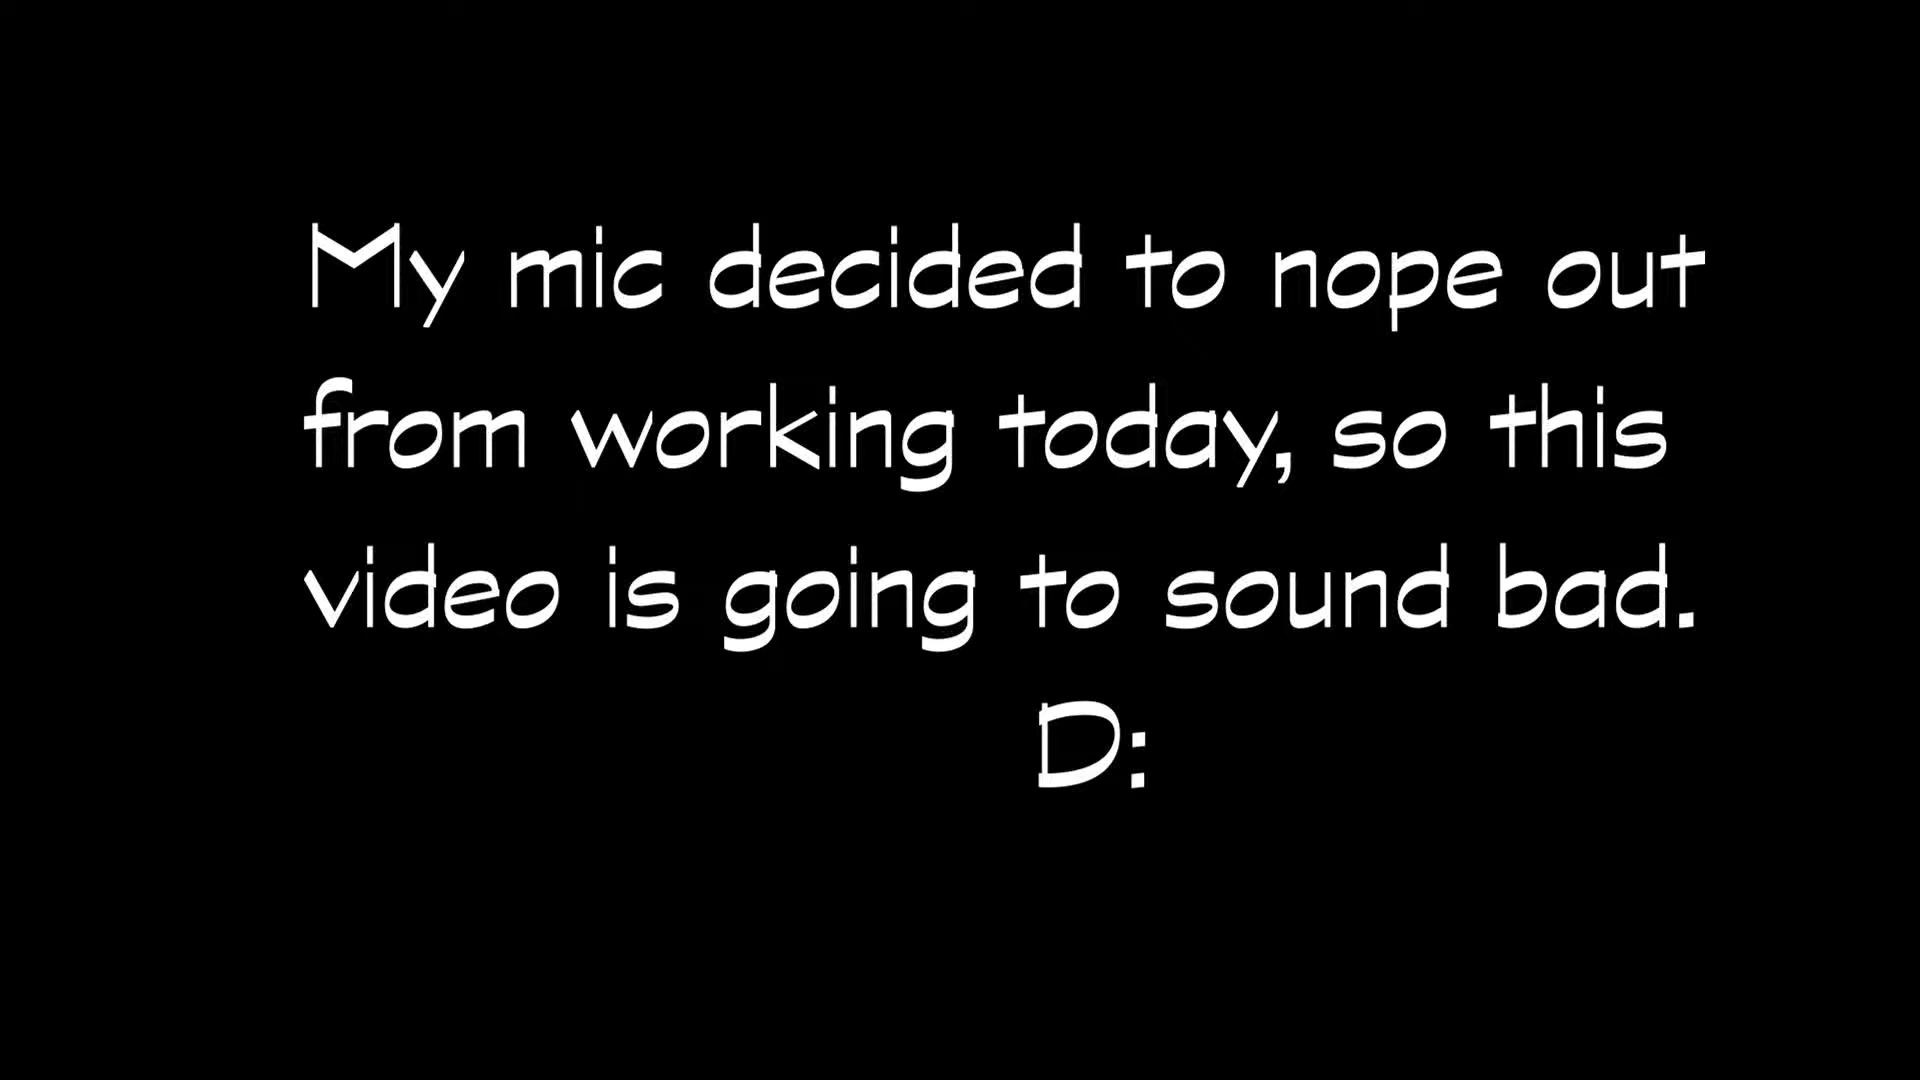 My mic decided to nope out
from working today, so this
video is going to sound bad.
D: